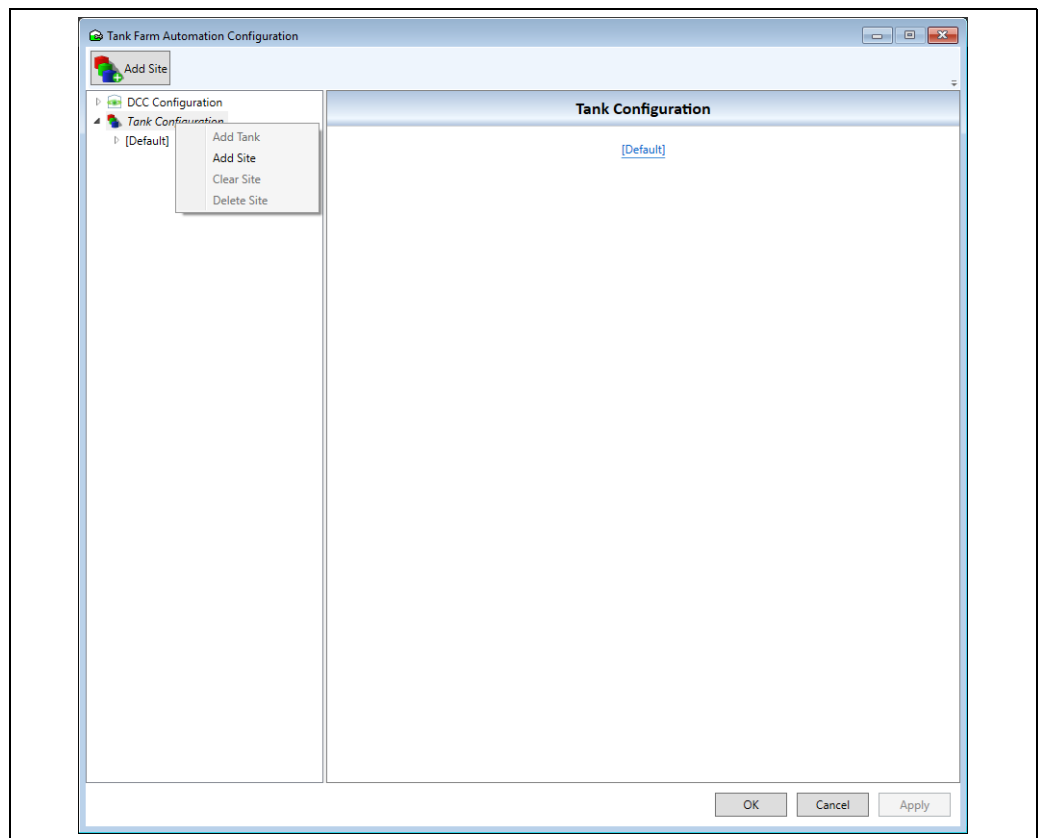 Tank Farm Automation Configuration
Add Site
DCC Configuration
Tank Configuration
[Default]
Add Tank
Add Site
Clear Site
Delete Site
Tank Configuration
[Default]
OK
Cancel
Apply